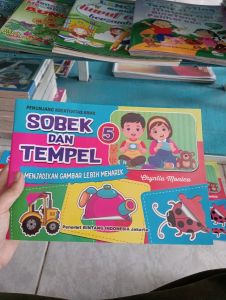 PENUNJANG KREATIVITAS ANAK
SOBEK
DAN
TEMPEL
5
MENJADIKAN GAMBAR LEBIH MENARIK
Chyntia Monica
Penerbit BINTANG INDONESIA Jakarta